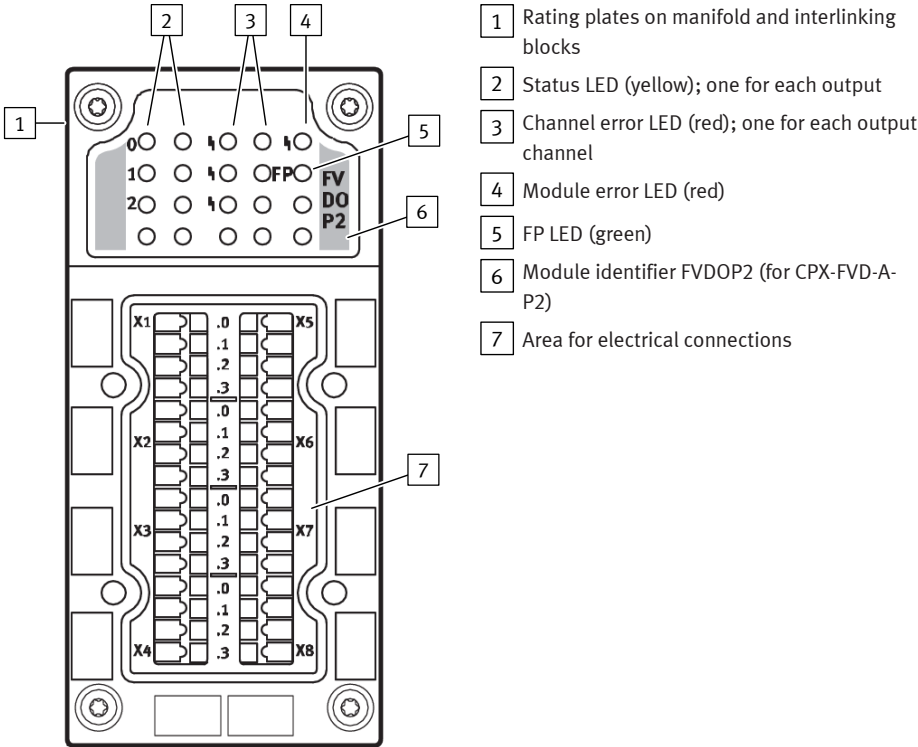 2
3
4
1
5
6
7
0
1
2
FP
FV
DO
P2
X1 .0 X5
.1
.2
.3
.0
X2 .1 X6
.2
.3
.0
X3 .1 X7
.2
.3
.0
.1
.2
X4 .3 X8
1 Rating plates on manifold and interlinking
blocks
2 Status LED (yellow); one for each output
3 Channel error LED (red); one for each output
channel
4 Module error LED (red)
5 FP LED (green)
6 Module identifier FVDOP2 (for CPX-FVD-A-
P2)
7 Area for electrical connections